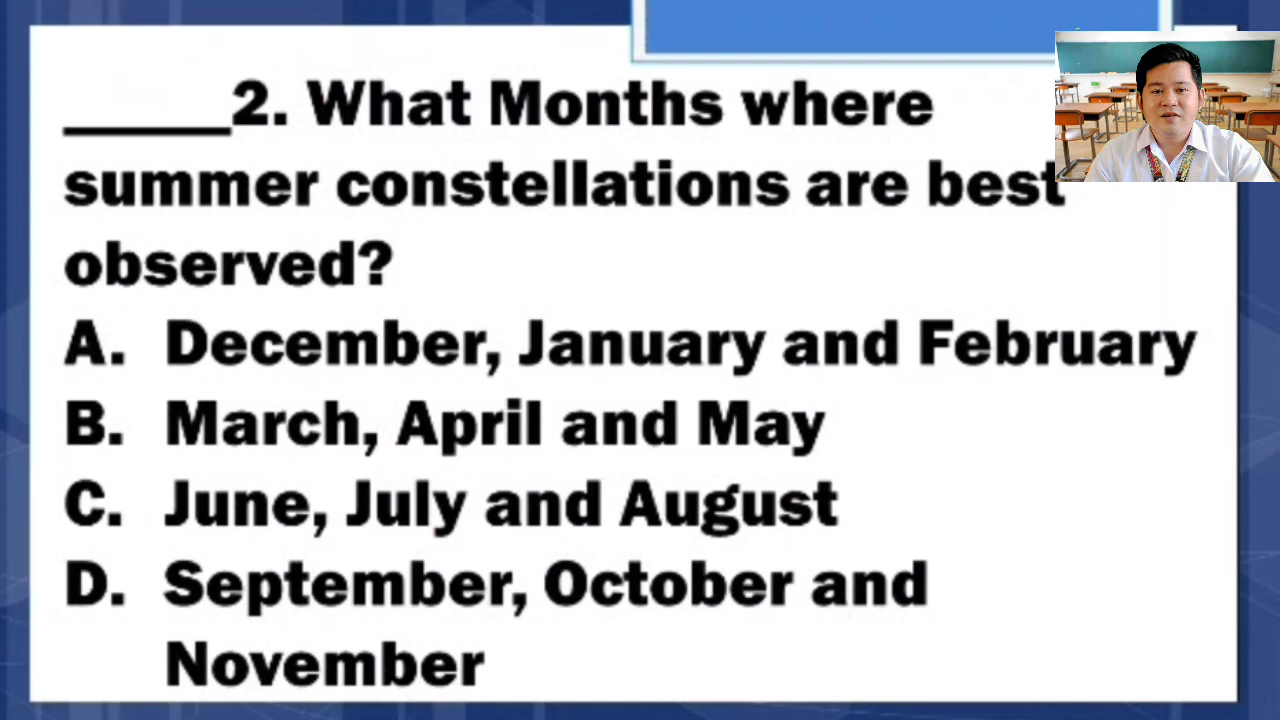 _____2. What Months where
summer constellations are best
observed?
A. December, January and February
B. March, April and May
C. June, July and August
D. September, October and
November